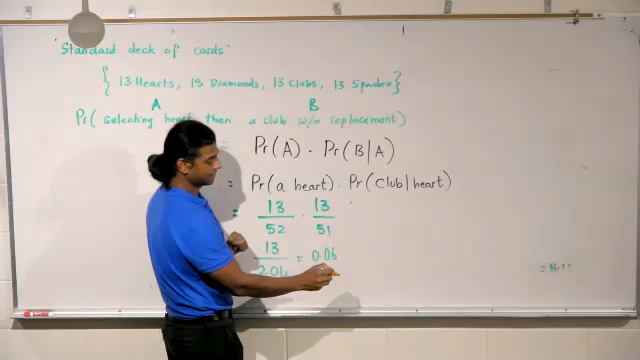 Standard deck of cards
{ 13 Hearts, 13 Diamonds, 13 Clubs, 13 Spades }
A B
Pr( selecting heart then a club w/o replacement)
= Pr(A) · Pr(B|A)
= Pr(a heart) · Pr(Club|heart)
= 13/52 · 13/51
13/204 = 0.06